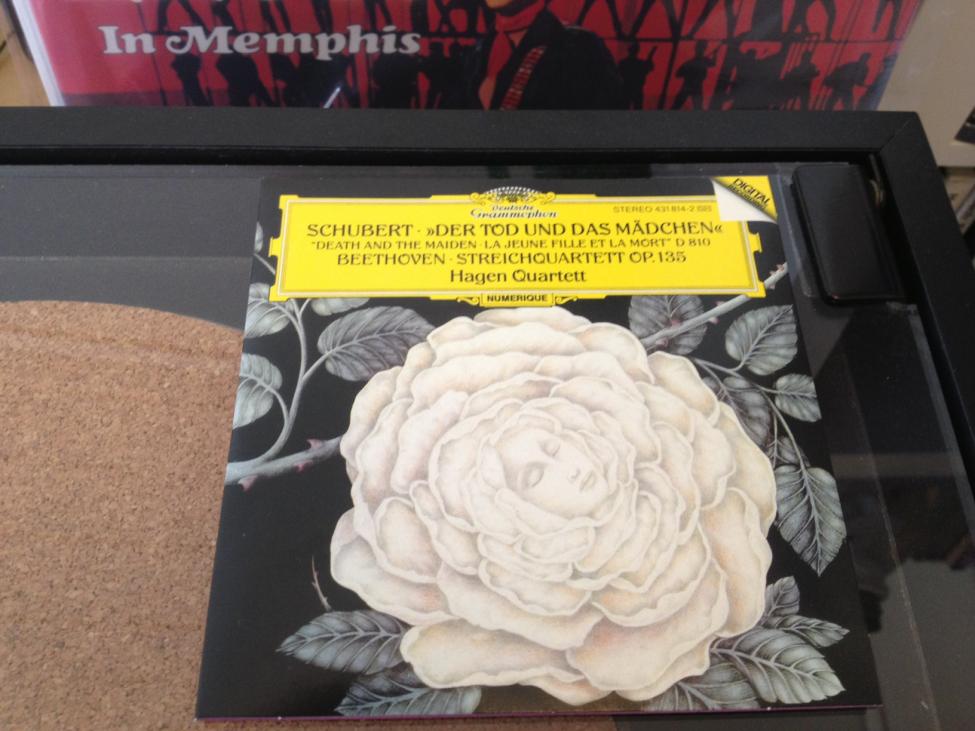 In Memphis
Deutsche
Grammophon
STEREO 431 814-2
DIGITAL
SCHUBERT · »DER TOD UND DAS MÄDCHEN«
"DEATH AND THE MAIDEN · LA JEUNE FILLE ET LA MORT" D 810
BEETHOVEN · STREICHQUARTETT OP. 135
Hagen Quartett
NUMERIQUE